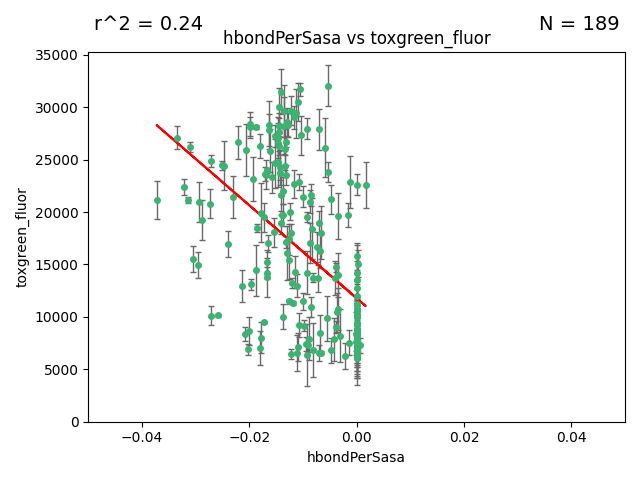 r^2 = 0.24
N = 189
hbondPerSasa vs toxgreen_fluor
35000
30000
25000
20000
15000
10000
5000
0
toxgreen_fluor
−0.04
−0.02
0.00
0.02
0.04
hbondPerSasa